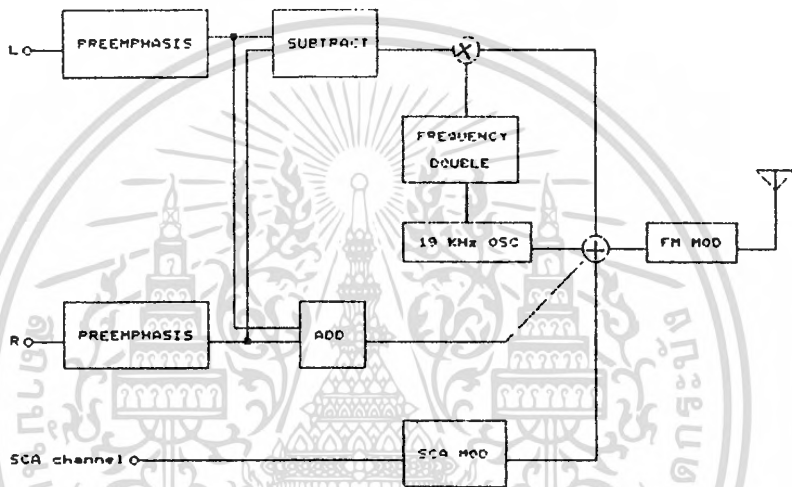 L
PREEMPHASIS
SUBTRACT
X
FREQUENCY
DOUBLE
19 KHz OSC
+
FM MOD
R
PREEMPHASIS
ADD
SCA channel
SCA MOD